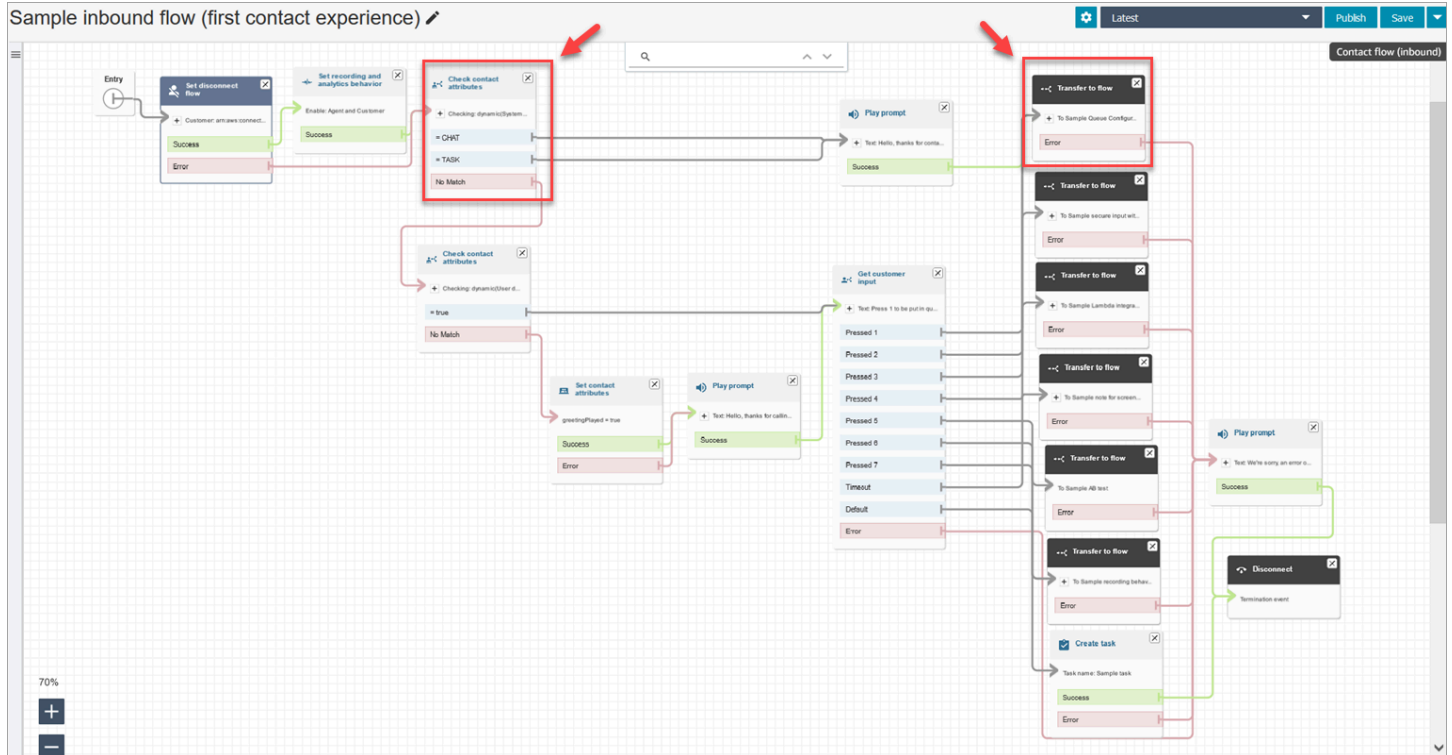 Sample inbound flow (first contact experience)
Latest
Publish
Save
Contact flow (inbound)
Entry
Set disconnect
flow
Customer: arn:aws:connect...
Success
Error
Set recording and
analytics behavior
Enable: Agent and Customer
Success
Check contact
attributes
Checking: dynamic(System...
= CHAT
= TASK
No Match
Play prompt
Text: Hello, thanks for conta...
Success
Transfer to flow
To Sample Queue Configur...
Error
Transfer to flow
To Sample secure input wit...
Error
Check contact
attributes
Checking: dynamic(User d...
= true
No Match
Get customer
input
Text: Press 1 to be put in qu...
Pressed 1
Pressed 2
Pressed 3
Pressed 4
Pressed 5
Pressed 6
Pressed 7
Timeout
Default
Error
Transfer to flow
To Sample Lambda integra...
Error
Set contact
attributes
greetingPlayed = true
Success
Error
Play prompt
Text: Hello, thanks for callin...
Success
Transfer to flow
To Sample note for screen...
Error
Transfer to flow
To Sample AB test
Error
Play prompt
Text: We're sorry, an error o...
Success
Transfer to flow
To Sample recording behav...
Error
Disconnect
Termination event
Create task
Task name: Sample task
Success
Error
70%